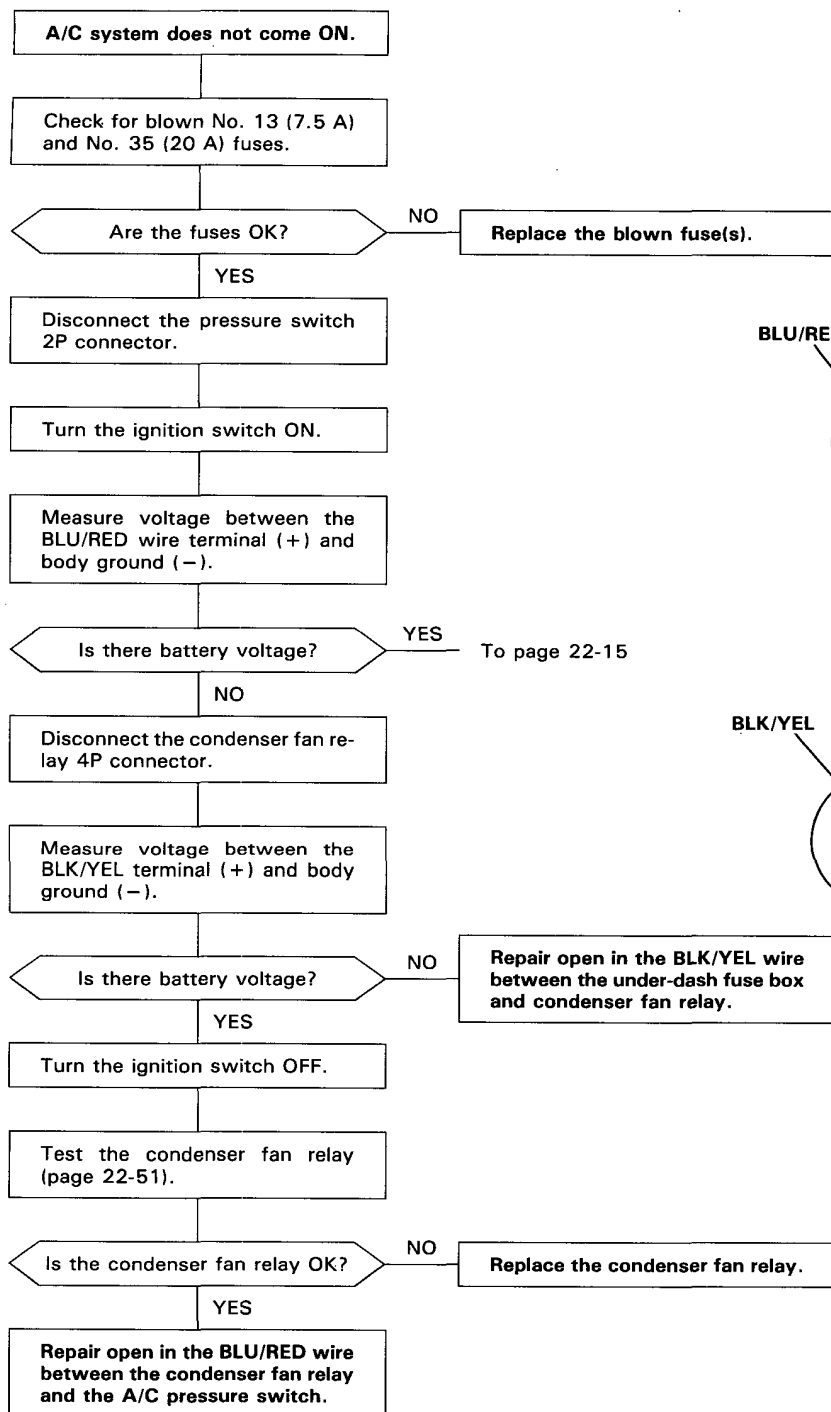 A/C system does not come ON.
Check for blown No. 13 (7.5 A)
and No. 35 (20 A) fuses.
Are the fuses OK?
NO
Replace the blown fuse(s).
YES
Disconnect the pressure switch
2P connector.
BLU/RE
Turn the ignition switch ON.
Measure voltage between the
BLU/RED wire terminal (+) and
body ground (−).
Is there battery voltage?
YES
To page 22-15
NO
Disconnect the condenser fan re-
lay 4P connector.
BLK/YEL
Measure voltage between the
BLK/YEL terminal (+) and body
ground (−).
Is there battery voltage?
NO
Repair open in the BLK/YEL wire
between the under-dash fuse box
and condenser fan relay.
YES
Turn the ignition switch OFF.
Test the condenser fan relay
(page 22-51).
Is the condenser fan relay OK?
NO
Replace the condenser fan relay.
YES
Repair open in the BLU/RED wire
between the condenser fan relay
and the A/C pressure switch.